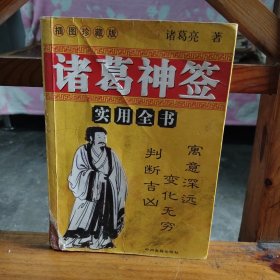 插图珍藏版
诸葛亮 著
诸葛神签
实用全书
寓意深远
变化无穷
判断吉凶